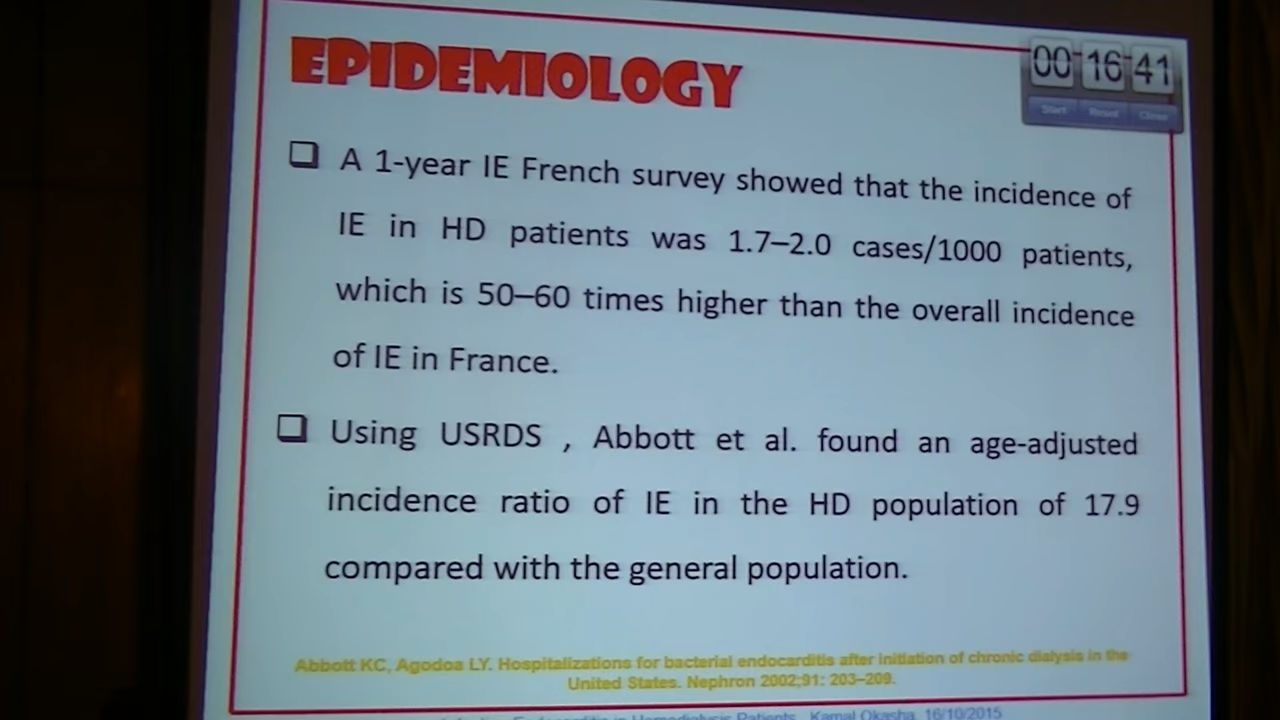 EPIDEMIOLOGY
00 16 41
Start Reset Close
❑ A 1-year IE French survey showed that the incidence of
IE in HD patients was 1.7–2.0 cases/1000 patients,
which is 50–60 times higher than the overall incidence
of IE in France.
❑ Using USRDS , Abbott et al. found an age-adjusted
incidence ratio of IE in the HD population of 17.9
compared with the general population.
Abbott KC, Agodoa LY. Hospitalizations for bacterial endocarditis after initiation of chronic dialysis in the
United States. Nephron 2002;91: 203–209.
Endocarditis in Hemodialysis Patients Kamal Okasha 16/10/2015